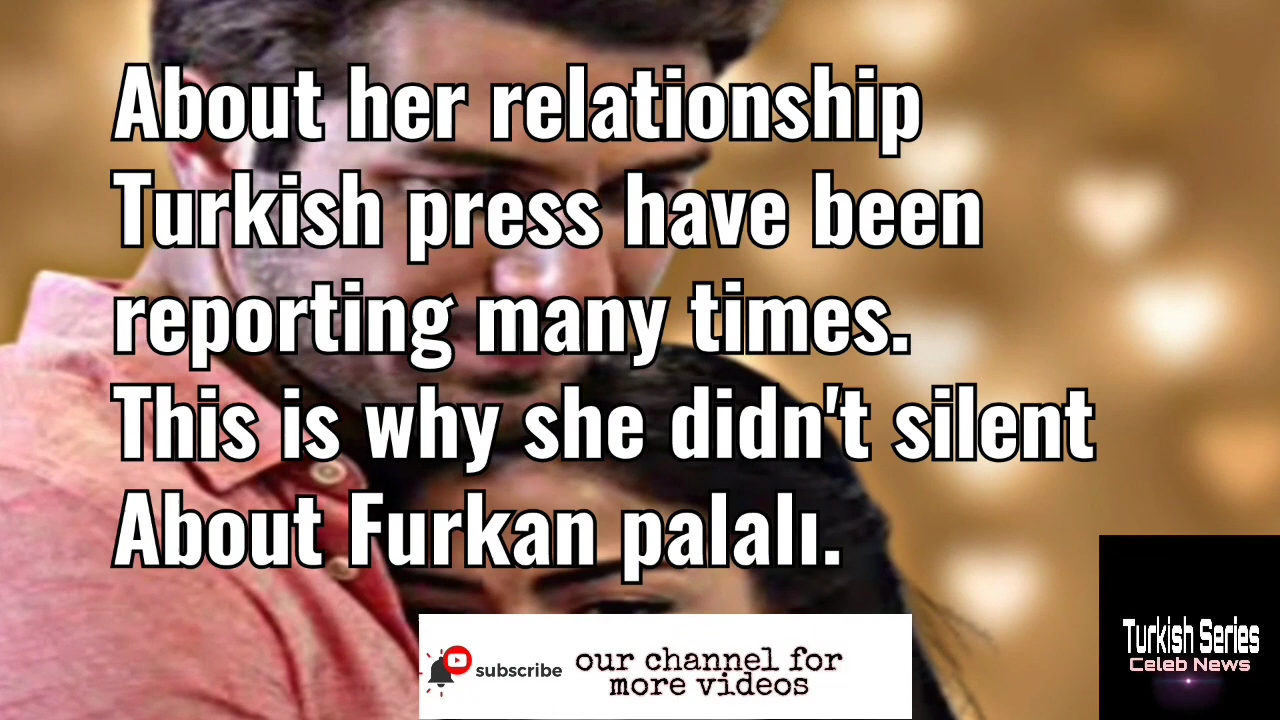 About her relationship
Turkish press have been
reporting many times.
This is why she didn't silent
About Furkan palalı.
subscribe
our channel for
more videos
Turkish Series
Celeb News